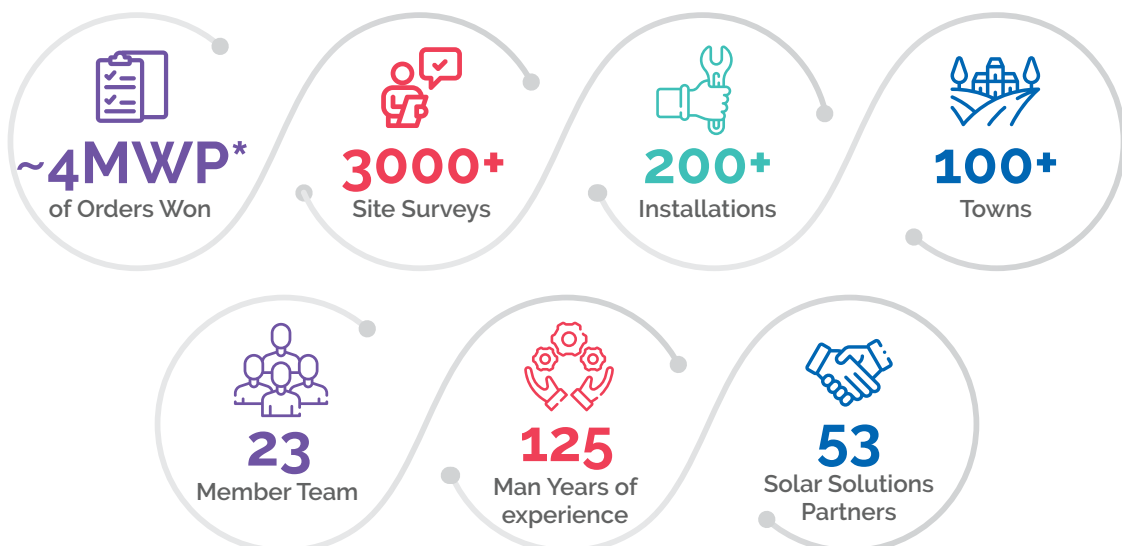 ~4MWP*
of Orders Won
3000+
Site Surveys
200+
Installations
100+
Towns
23
Member Team
125
Man Years of
experience
53
Solar Solutions
Partners